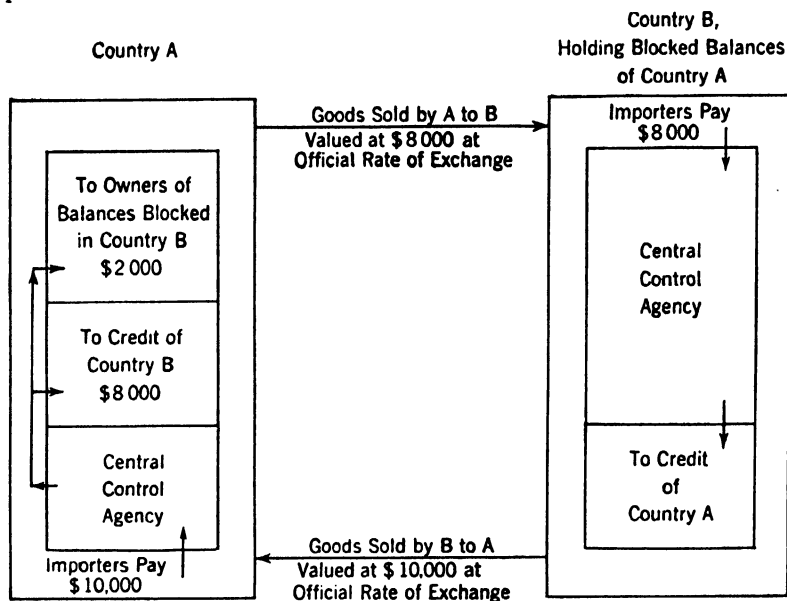 Country A
Country B,
Holding Blocked Balances
of Country A
Goods Sold by A to B
Valued at $8 000 at
Official Rate of Exchange
Importers Pay
$8 000
To Owners of
Balances Blocked
in Country B
$2 000
To Credit of
Country B
$8 000
Central
Control
Agency
Importers Pay
$10,000
Central
Control
Agency
To Credit
of
Country A
Goods Sold by B to A
Valued at $10,000 at
Official Rate of Exchange